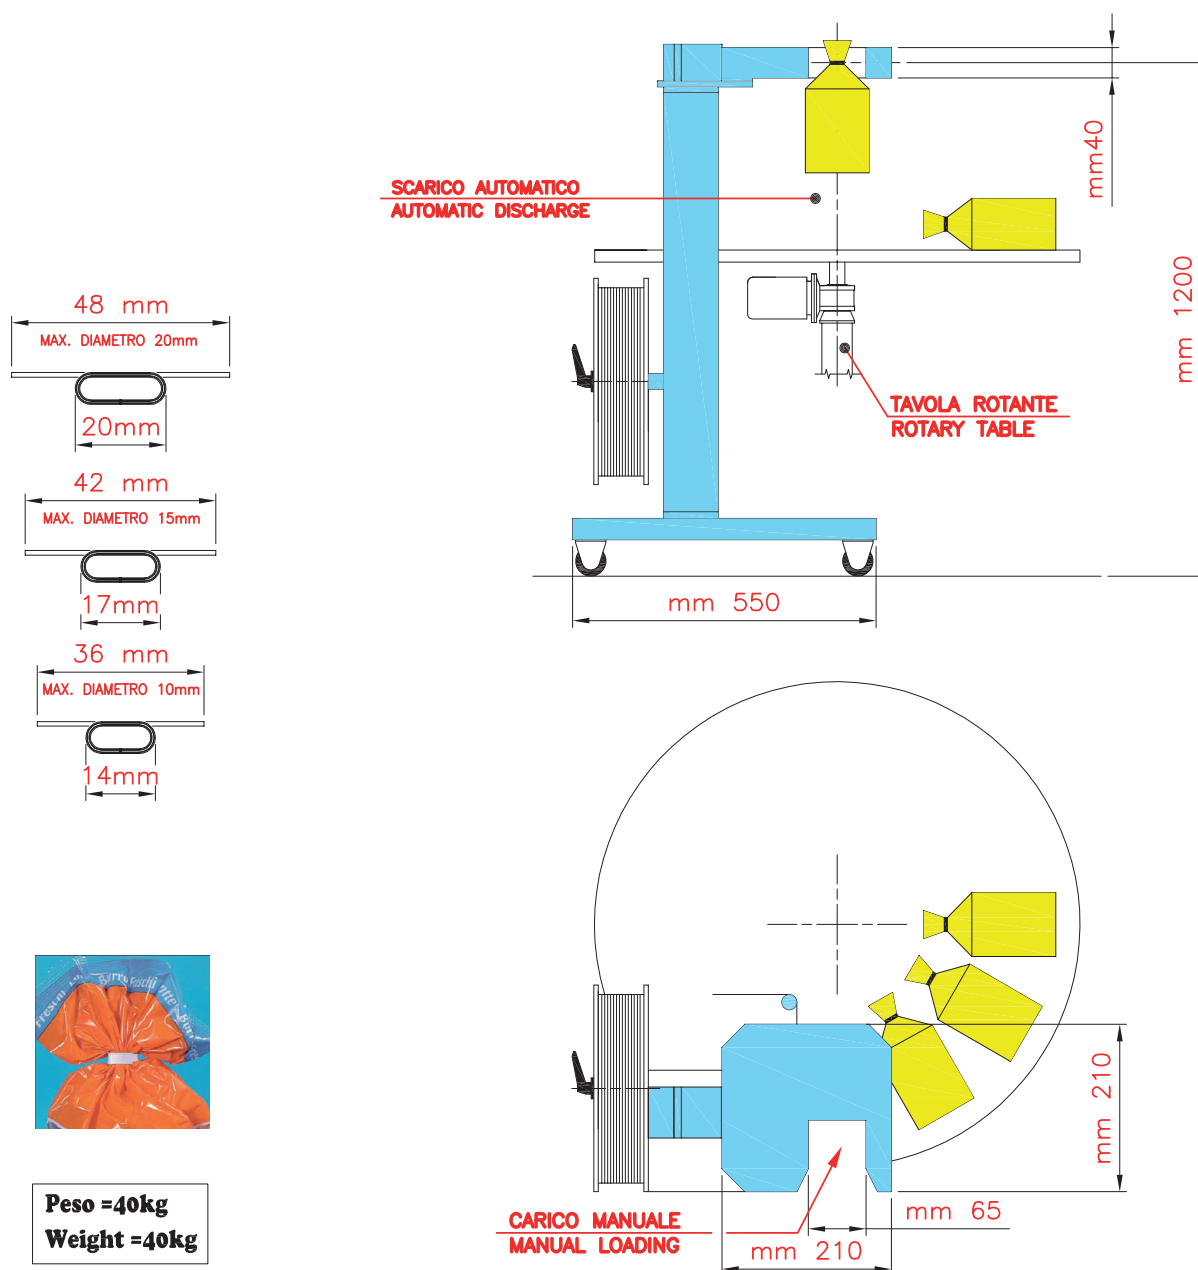 mm40
SCARICO AUTOMATICO
AUTOMATIC DISCHARGE
mm 1200
48 mm
MAX. DIAMETRO 20mm
20mm
TAVOLA ROTANTE
ROTARY TABLE
42 mm
MAX. DIAMETRO 15mm
17mm
mm 550
36 mm
MAX. DIAMETRO 10mm
14mm
mm 210
Peso =40kg
Weight =40kg
CARICO MANUALE
MANUAL LOADING
mm 65
mm 210